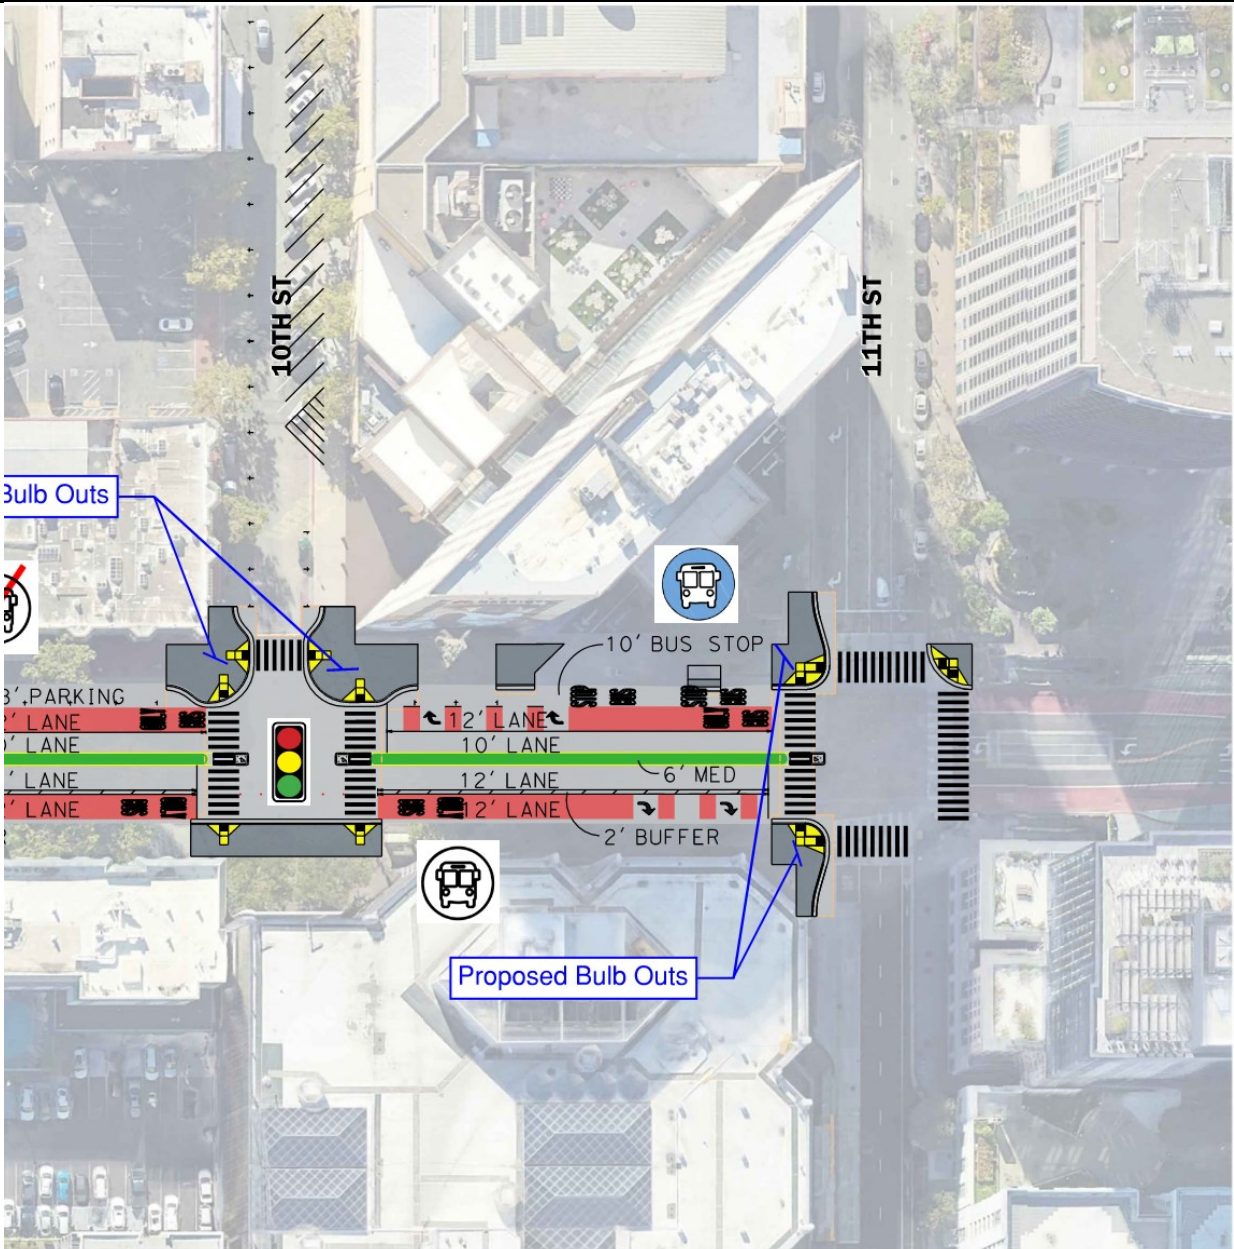 10TH ST
11TH ST
Bulb Outs
10' BUS STOP
8' PARKING
12' LANE
10' LANE
6' MED
12' LANE
12' LANE
2' BUFFER
LANE
LANE
LANE
LANE
Proposed Bulb Outs